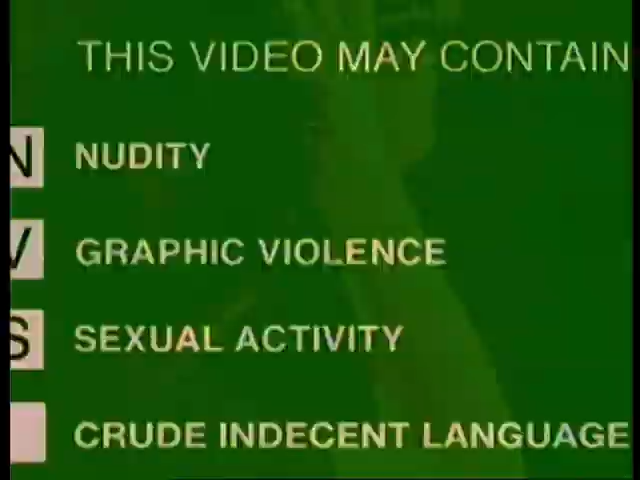 THIS VIDEO MAY CONTAIN
N NUDITY
V GRAPHIC VIOLENCE
S SEXUAL ACTIVITY
CRUDE INDECENT LANGUAGE